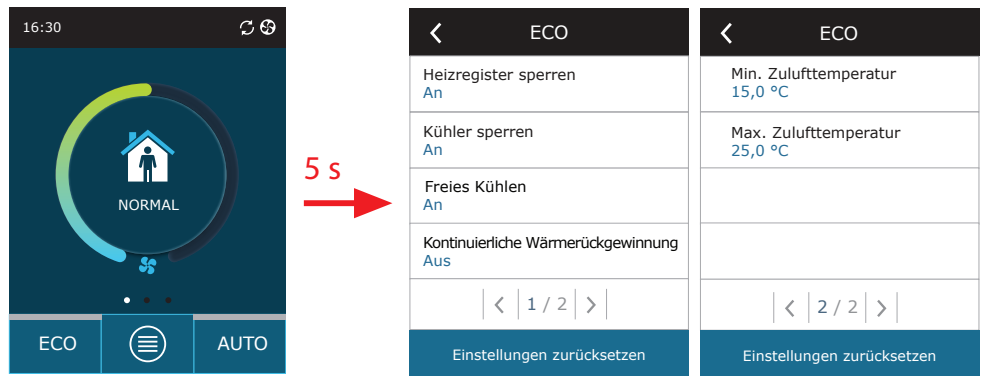 16:30
NORMAL
ECO
AUTO
5 s
ECO
Heizregister sperren
An
Kühler sperren
An
Freies Kühlen
An
Kontinuierliche Wärmerückgewinnung
Aus
1 / 2
Einstellungen zurücksetzen
ECO
Min. Zulufttemperatur
15,0 °C
Max. Zulufttemperatur
25,0 °C
2 / 2
Einstellungen zurücksetzen